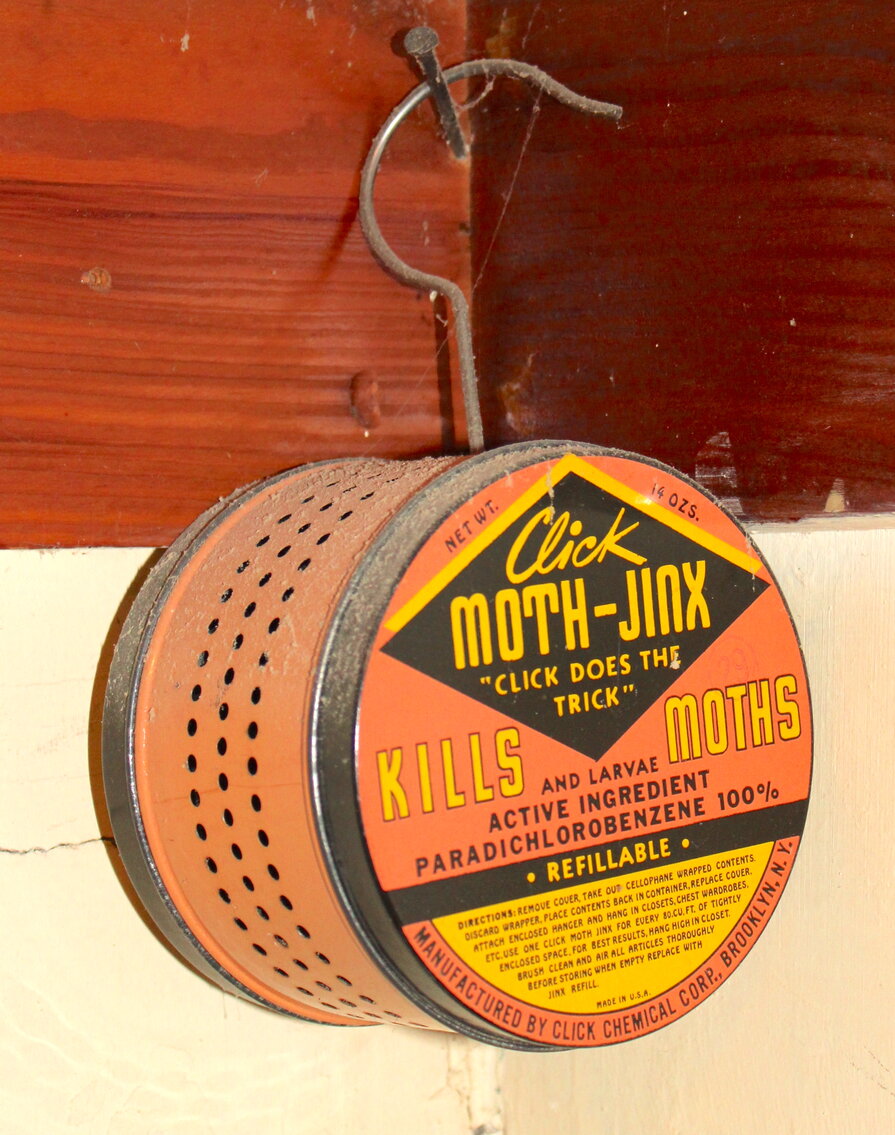 NET WT.
14 OZS.
Click
MOTH-JINX
"CLICK DOES THE
TRICK"
KILLS MOTHS
AND LARVAE
ACTIVE INGREDIENT
PARADICHLOROBENZENE 100%
• REFILLABLE •
DIRECTIONS: REMOVE COVER, TAKE OUT CELLOPHANE WRAPPED CONTENTS.
DISCARD WRAPPER, PLACE CONTENTS BACK IN CONTAINER, REPLACE COVER.
ATTACH ENCLOSED HANGER AND HANG IN CLOSETS, CHEST WARDROBES,
ETC. USE ONE CLICK MOTH JINX FOR EVERY 80 CU. FT. OF TIGHTLY
ENCLOSED SPACE. FOR BEST RESULTS, HANG HIGH IN CLOSET.
BRUSH CLEAN AND AIR ALL ARTICLES THOROUGHLY
BEFORE STORING WHEN EMPTY REPLACE WITH
JINX REFILL.
MADE IN U.S.A.
MANUFACTURED BY CLICK CHEMICAL CORP., BROOKLYN, N.Y.